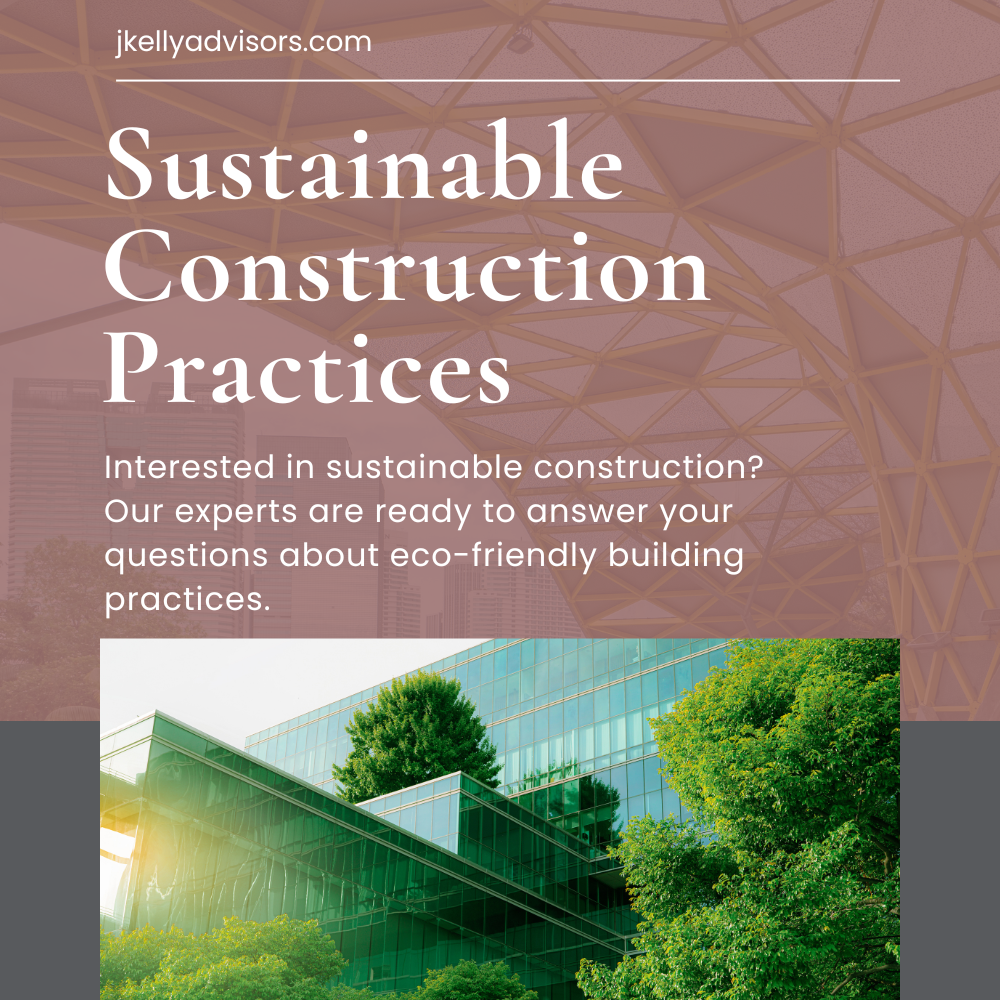 jkellyadvisors.com
Sustainable
Construction
Practices
Interested in sustainable construction?
Our experts are ready to answer your
questions about eco-friendly building
practices.